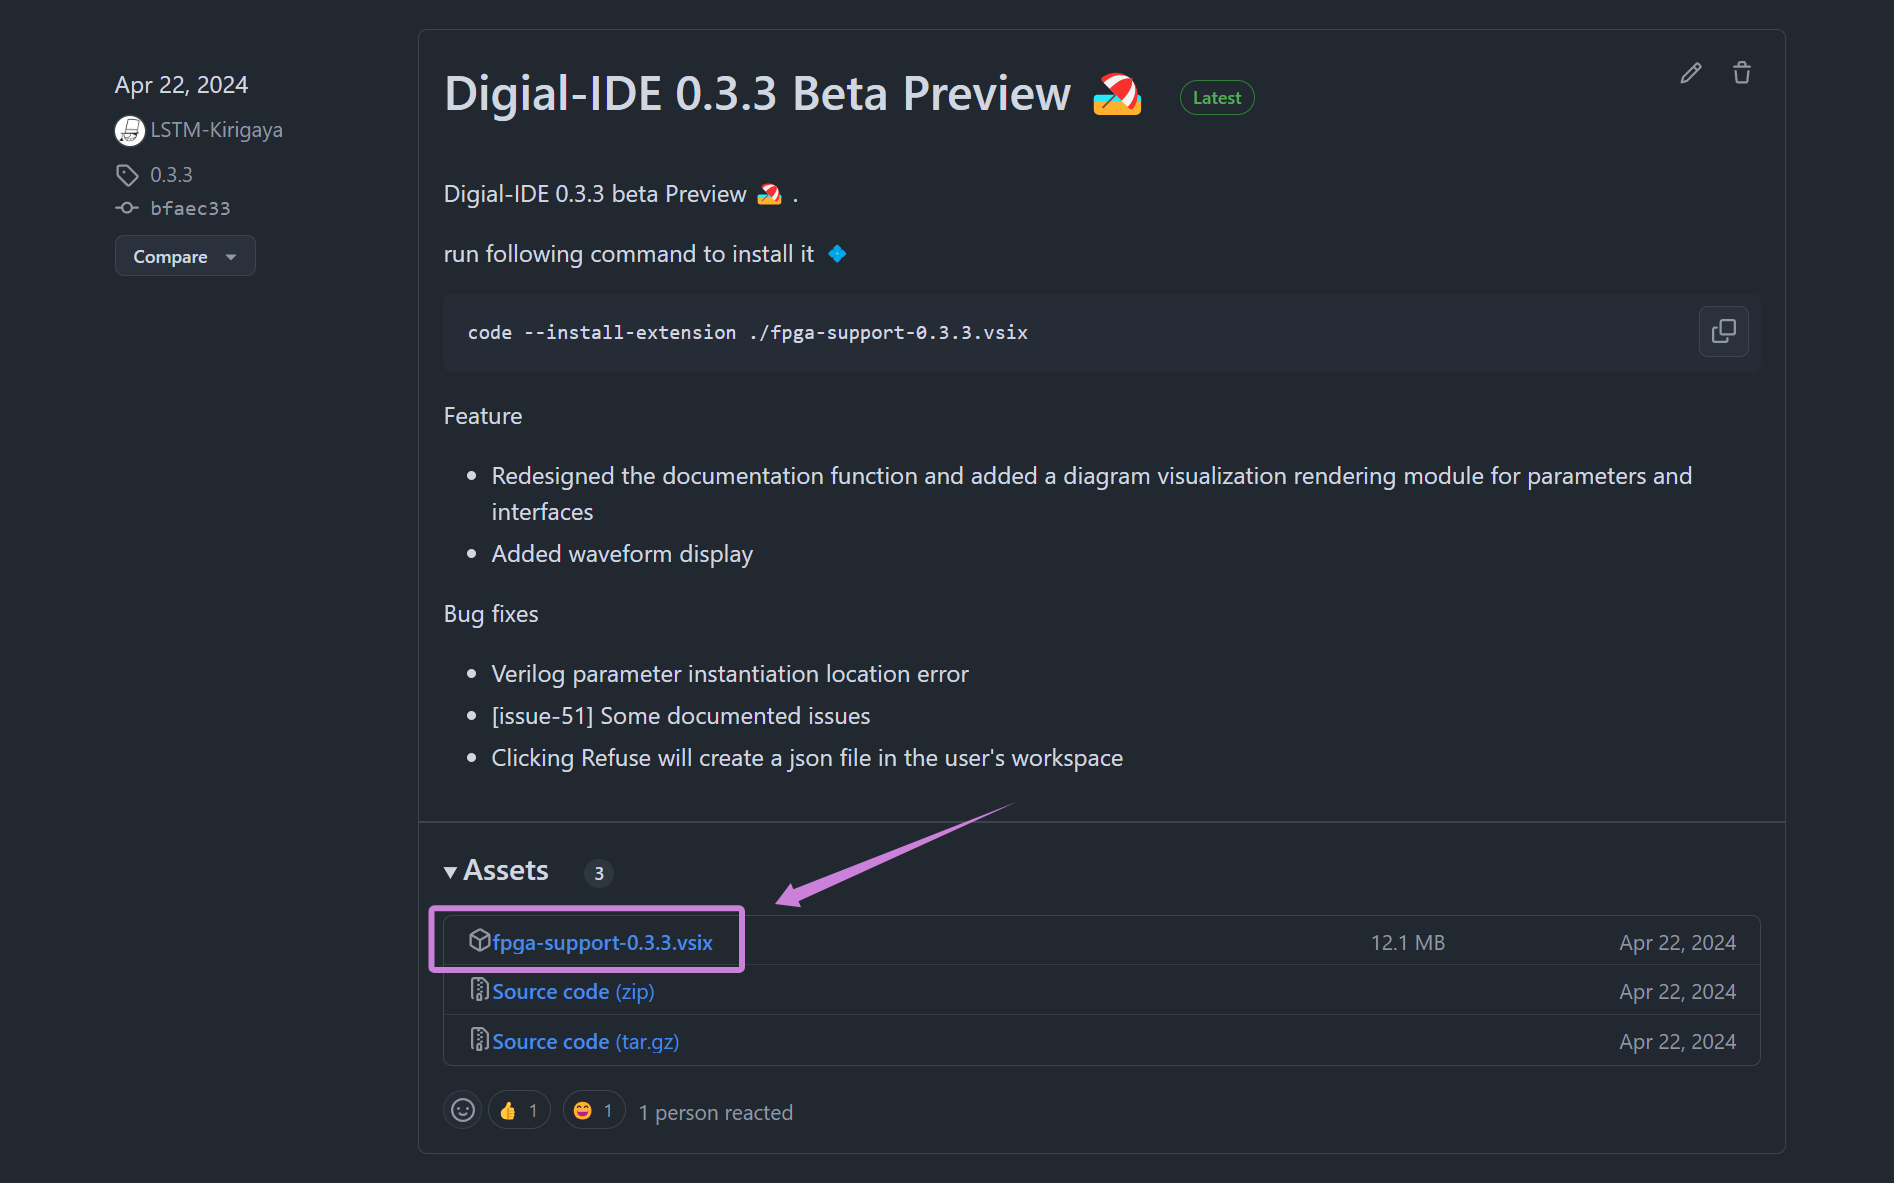 Apr 22, 2024
LSTM-Kirigaya
0.3.3
bfaec33
Compare
Digial-IDE 0.3.3 Beta Preview 🏖️ Latest
Digial-IDE 0.3.3 beta Preview 🏖️ .
run following command to install it 💠
code --install-extension ./fpga-support-0.3.3.vsix
Feature
• Redesigned the documentation function and added a diagram visualization rendering module for parameters and
interfaces
• Added waveform display
Bug fixes
• Verilog parameter instantiation location error
• [issue-51] Some documented issues
• Clicking Refuse will create a json file in the user's workspace
Assets 3
fpga-support-0.3.3.vsix 12.1 MB Apr 22, 2024
Source code (zip) Apr 22, 2024
Source code (tar.gz) Apr 22, 2024
👍 1 😄 1 1 person reacted